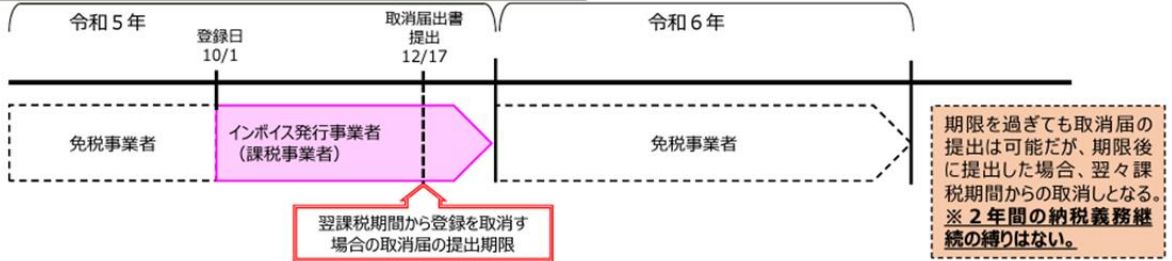 令和5年
取消届出書
提出
12/17
令和6年
登録日
10/1
免税事業者
インボイス発行事業者
（課税事業者）
免税事業者
翌課税期間から登録を取消す
場合の取消届の提出期限
期限を過ぎても取消届の
提出は可能だが、期限後
に提出した場合、翌々課
税期間からの取消しとなる。
※２年間の納税義務継
続の縛りはない。